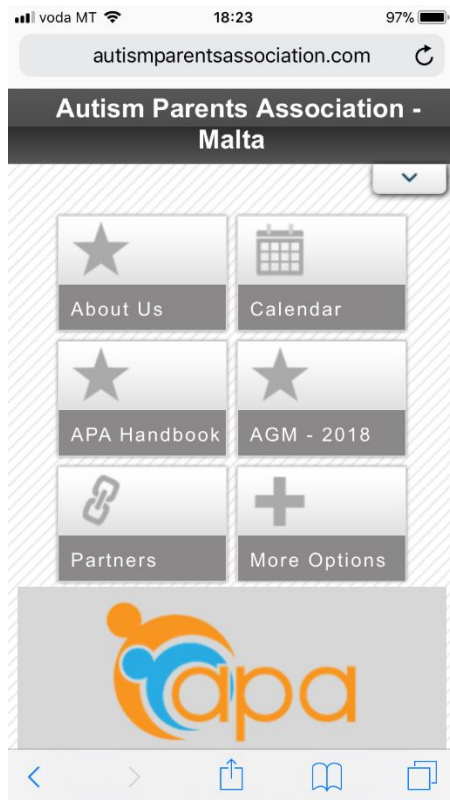 voda MT 18:23 97%
autismparentsassociation.com
Autism Parents Association -
Malta
About Us Calendar
APA Handbook AGM - 2018
Partners More Options
apa